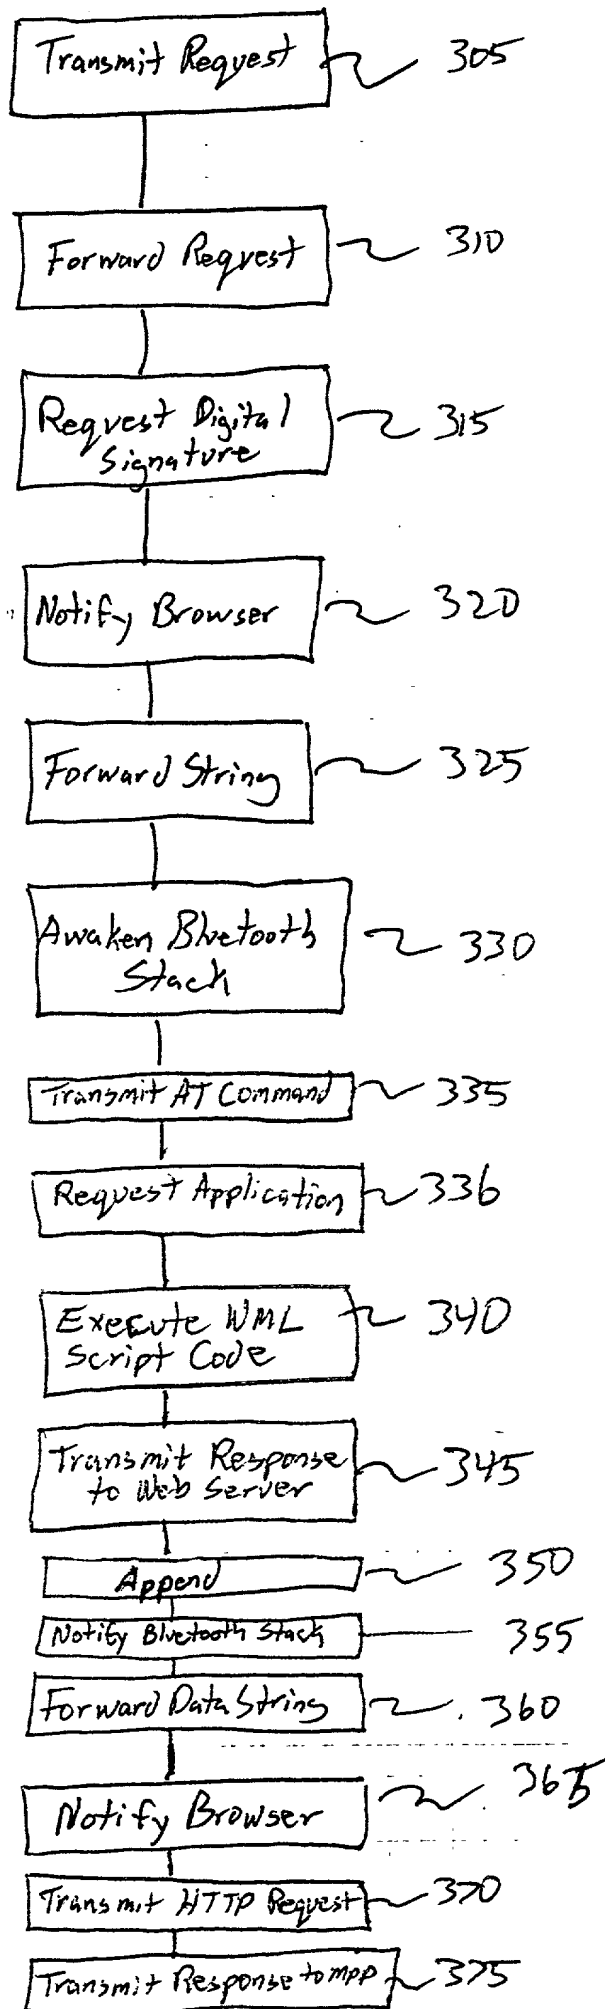 Transmit Request 305
Forward Request 310
Request Digital 315
Signature
Notify Browser 320
Forward String 325
Awaken Bluetooth 330
Stack
Transmit AT Command 335
Request Application 336
Execute WML 340
Script Code
Transmit Response 345
to Web Server
Append 350
Notify Bluetooth Stack 355
Forward Data String 360
Notify Browser 365
Transmit HTTP Request 370
Transmit Response to mpp 375